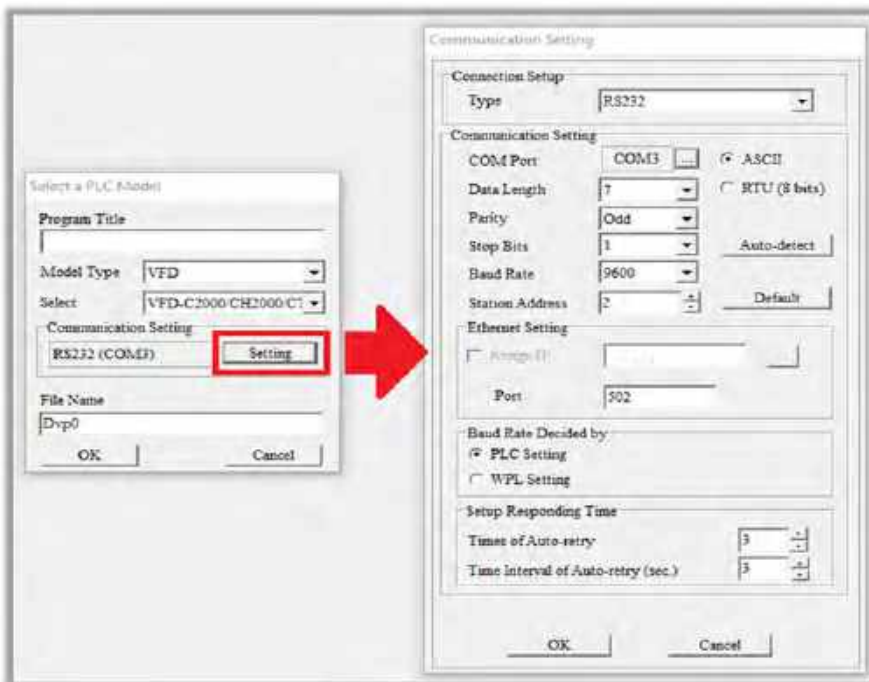 Select a PLC Model
Program Title
Model Type VFD
Select VFD-C2000/CH2000/CT
Communication Setting
RS232 (COM3) Setting
File Name
Dvp0
OK Cancel
Communication Setting
Connection Setup
Type RS232
Communication Setting
COM Port COM3 ... ASCII
Data Length 7 RTU (8 bits)
Parity Odd
Stop Bits 1 Auto-detect
Baud Rate 9600
Station Address 2 Default
Ethernet Setting
Assign IP
Port 502
Baud Rate Decided by
PLC Setting
WPL Setting
Setup Responding Time
Times of Auto-retry 3
Time Interval of Auto-retry (sec.) 3
OK Cancel